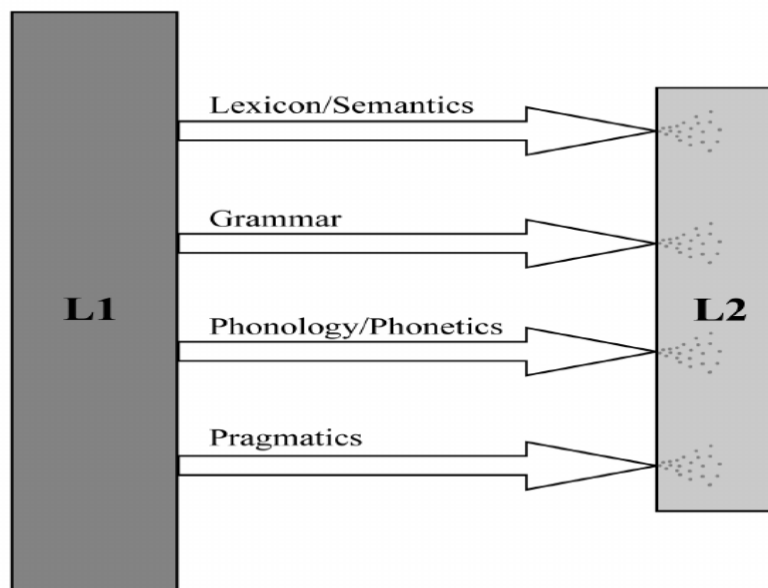 Lexicon/Semantics
Grammar
L1
L2
Phonology/Phonetics
Pragmatics